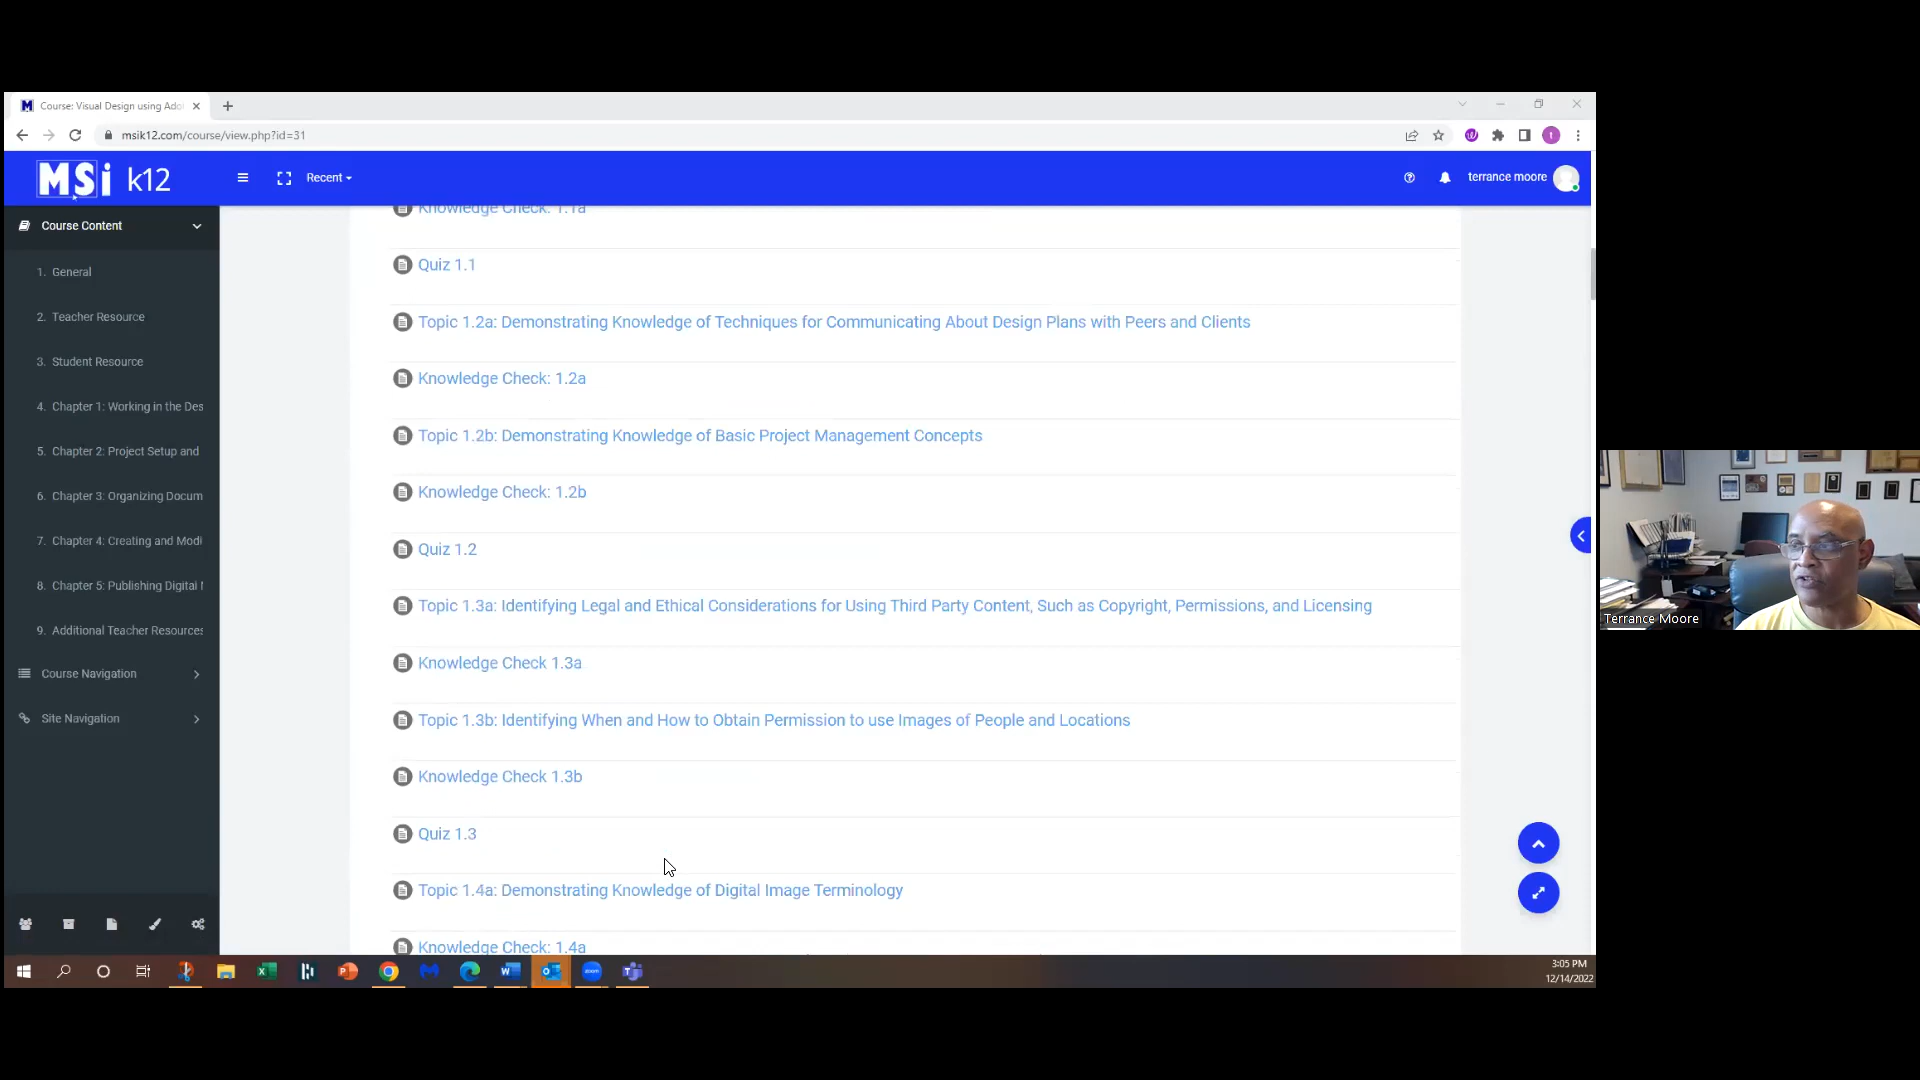 Course: Visual Design using Ado
msik12.com/course/view.php?id=31
MSi k12
Recent
terrance moore
Course Content
1. General
2. Teacher Resource
3. Student Resource
4. Chapter 1: Working in the Des
5. Chapter 2: Project Setup and
6. Chapter 3: Organizing Docum
7. Chapter 4: Creating and Modi
8. Chapter 5: Publishing Digital
9. Additional Teacher Resources
Course Navigation
Site Navigation
Knowledge Check: 1.1a
Quiz 1.1
Topic 1.2a: Demonstrating Knowledge of Techniques for Communicating About Design Plans with Peers and Clients
Knowledge Check: 1.2a
Topic 1.2b: Demonstrating Knowledge of Basic Project Management Concepts
Knowledge Check: 1.2b
Quiz 1.2
Topic 1.3a: Identifying Legal and Ethical Considerations for Using Third Party Content, Such as Copyright, Permissions, and Licensing
Knowledge Check 1.3a
Topic 1.3b: Identifying When and How to Obtain Permission to use Images of People and Locations
Knowledge Check 1.3b
Quiz 1.3
Topic 1.4a: Demonstrating Knowledge of Digital Image Terminology
Knowledge Check: 1.4a
Terrance Moore
3:05 PM
12/14/2022